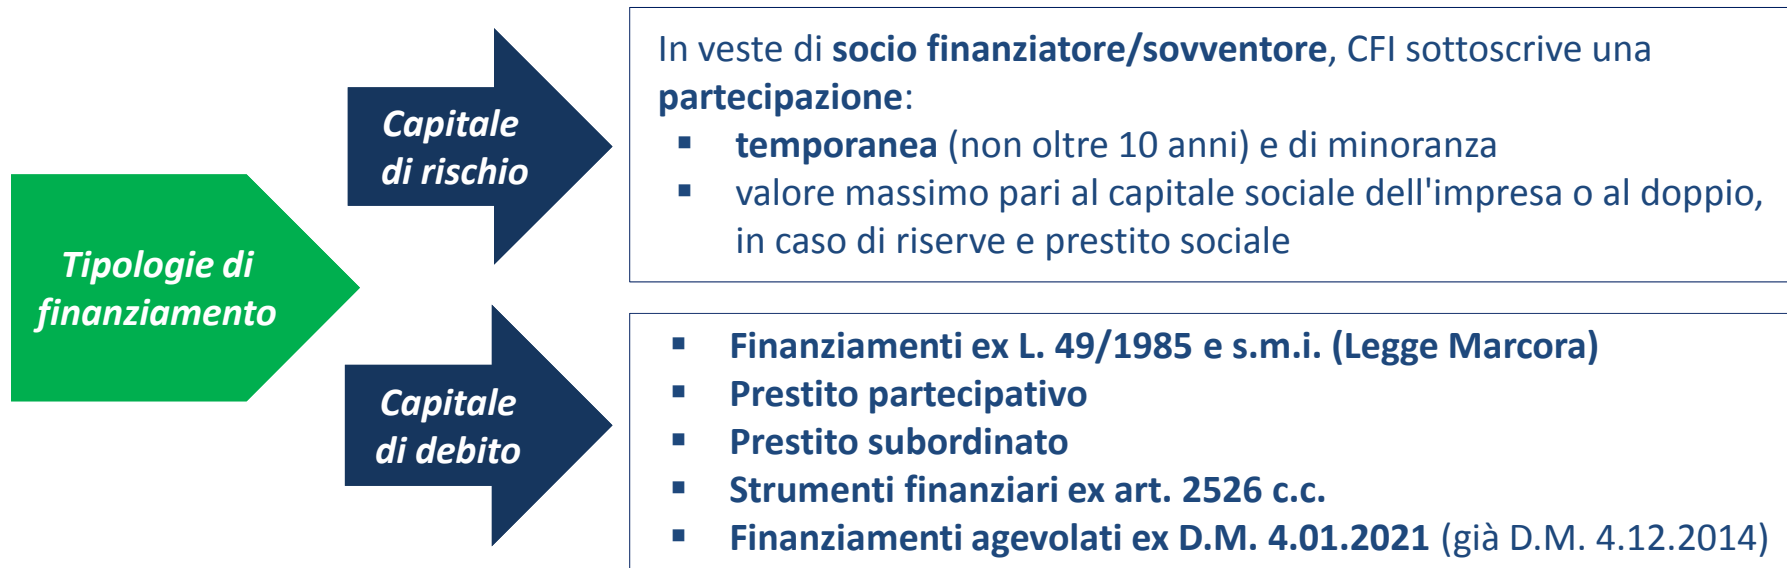 Tipologie di
finanziamento
Capitale
di rischio
In veste di socio finanziatore/sovventore, CFI sottoscrive una
partecipazione:
▪ temporanea (non oltre 10 anni) e di minoranza
▪ valore massimo pari al capitale sociale dell'impresa o al doppio,
in caso di riserve e prestito sociale
Capitale
di debito
▪ Finanziamenti ex L. 49/1985 e s.m.i. (Legge Marcora)
▪ Prestito partecipativo
▪ Prestito subordinato
▪ Strumenti finanziari ex art. 2526 c.c.
▪ Finanziamenti agevolati ex D.M. 4.01.2021 (già D.M. 4.12.2014)